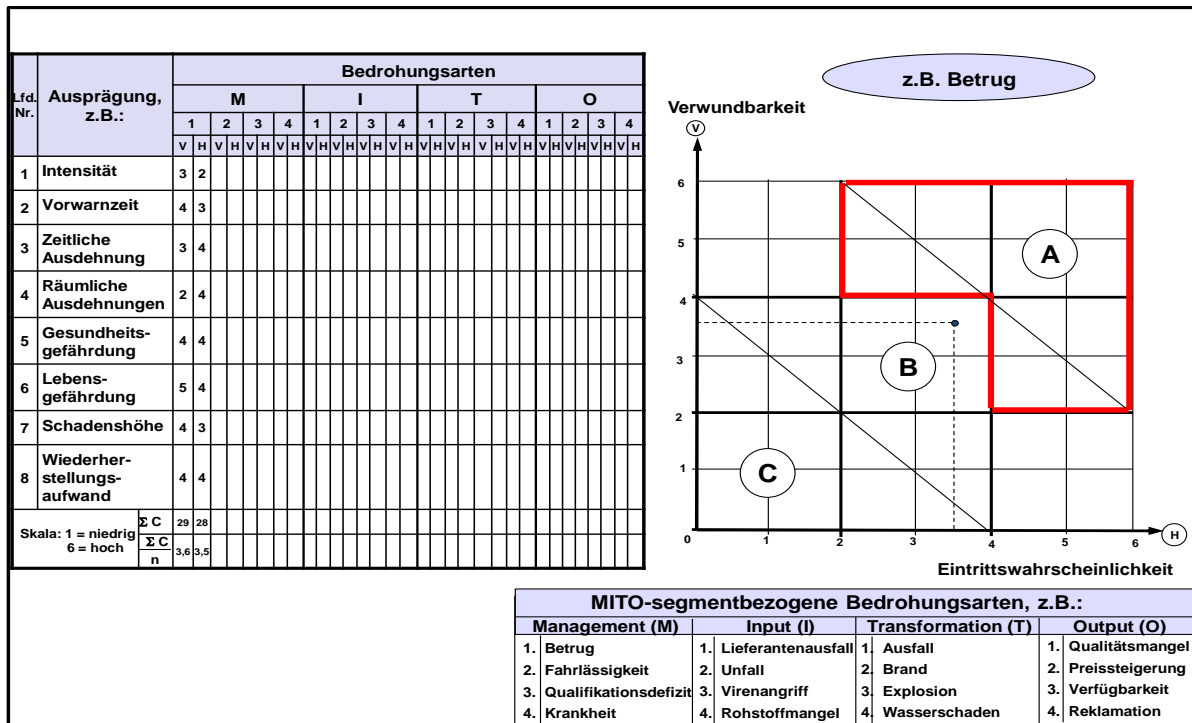 Lfd. Nr.
Ausprägung, z.B.:
Bedrohungsarten
M I T O
1 2 3 4 1 2 3 4 1 2 3 4 1 2 3 4
V H V H V H V H V H V H V H V H V H V H V H V H V H V H V H V H
1 Intensität 3 2
2 Vorwarnzeit 4 3
3 Zeitliche Ausdehnung 3 4
4 Räumliche Ausdehnungen 2 4
5 Gesundheits-
gefährdung 4 4
6 Lebens-
gefährdung 5 4
7 Schadenshöhe 4 3
8 Wiederher-
stellungs-
aufwand 4 4
Skala: 1 = niedrig
6 = hoch
Σ C 29 28
Σ C
n
3,6 3,5
z.B. Betrug
Verwundbarkeit
V
6
5
4
3
2
1
0 1 2 3 4 5 6
A
B
C
H
Eintrittswahrscheinlichkeit
MITO-segmentbezogene Bedrohungsarten, z.B.:
Management (M) Input (I) Transformation (T) Output (O)
1. Betrug 1. Lieferantenausfall 1. Ausfall 1. Qualitätsmangel
2. Fahrlässigkeit 2. Unfall 2. Brand 2. Preissteigerung
3. Qualifikationsdefizit 3. Virenangriff 3. Explosion 3. Verfügbarkeit
4. Krankheit 4. Rohstoffmangel 4. Wasserschaden 4. Reklamation